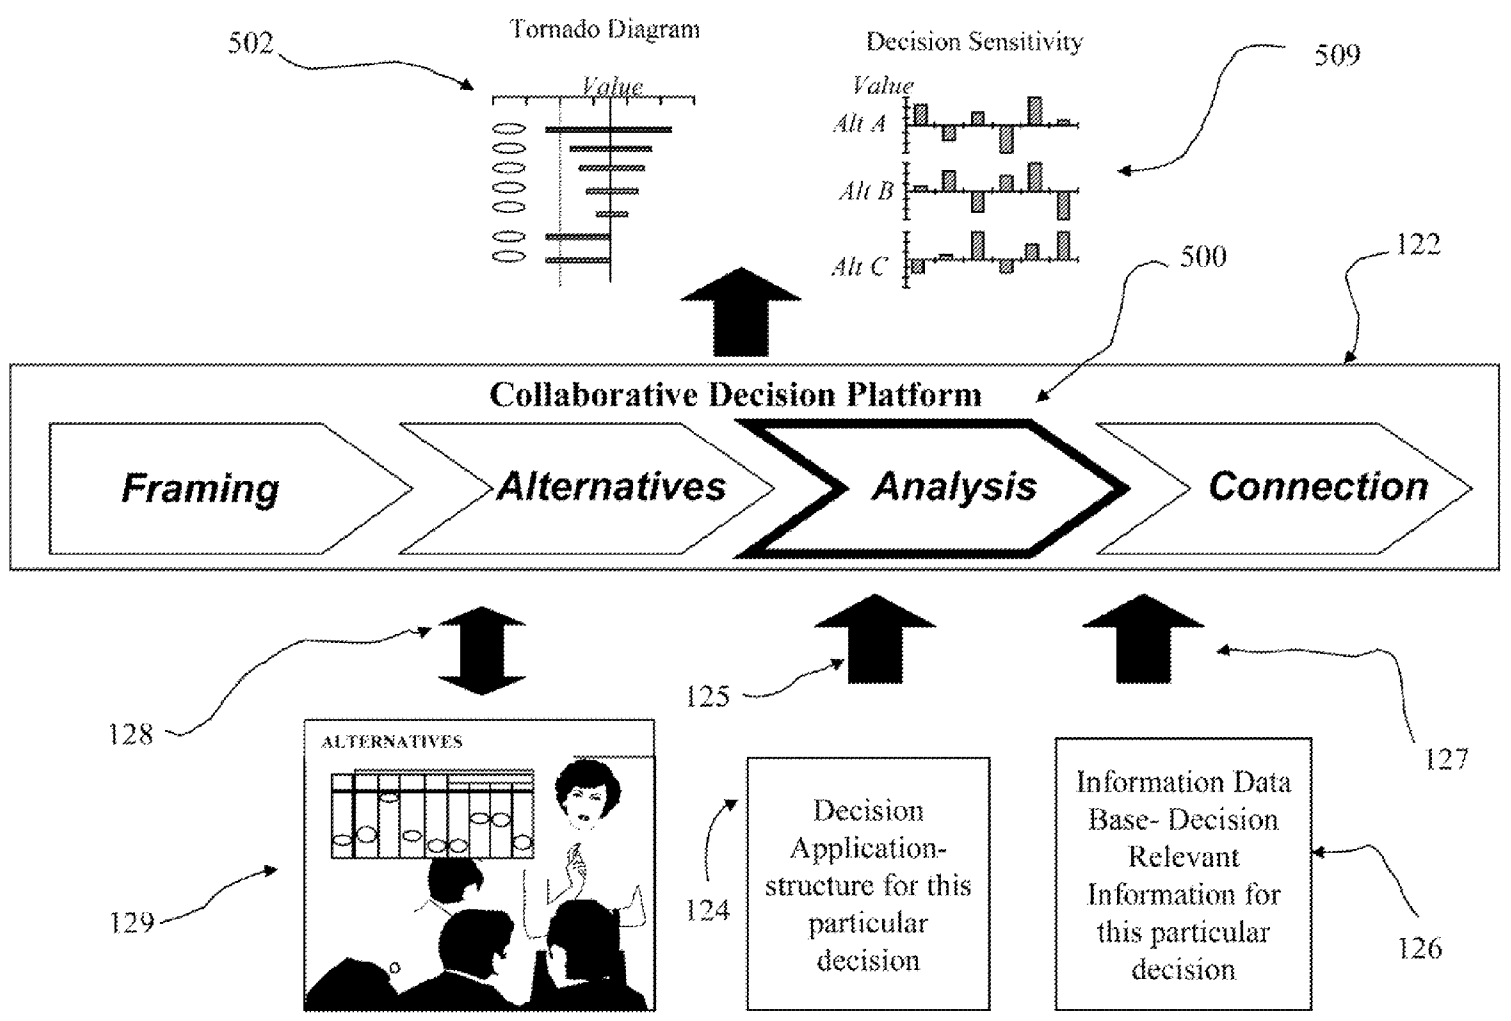 Tornado Diagram
502
Value
Decision Sensitivity
509
Value
Alt A
Alt B
Alt C
500
122
Collaborative Decision Platform
Framing
Alternatives
Analysis
Connection
128
125
127
ALTERNATIVES
129
124
Decision
Application-
structure for this
particular
decision
Information Data
Base- Decision
Relevant
Information for
this particular
decision
126